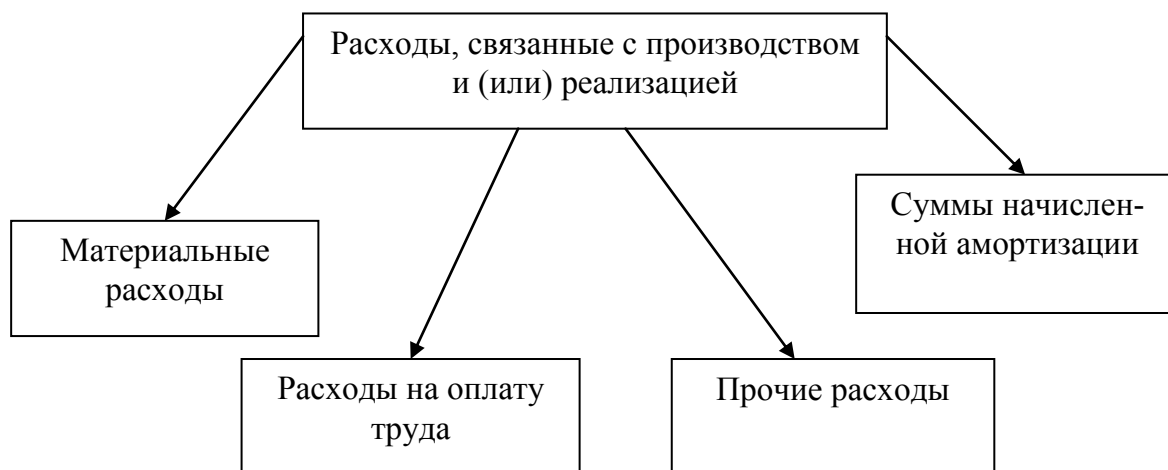 Расходы, связанные с производством
и (или) реализацией
Материальные
расходы
Расходы на оплату
труда
Прочие расходы
Суммы начислен-
ной амортизации